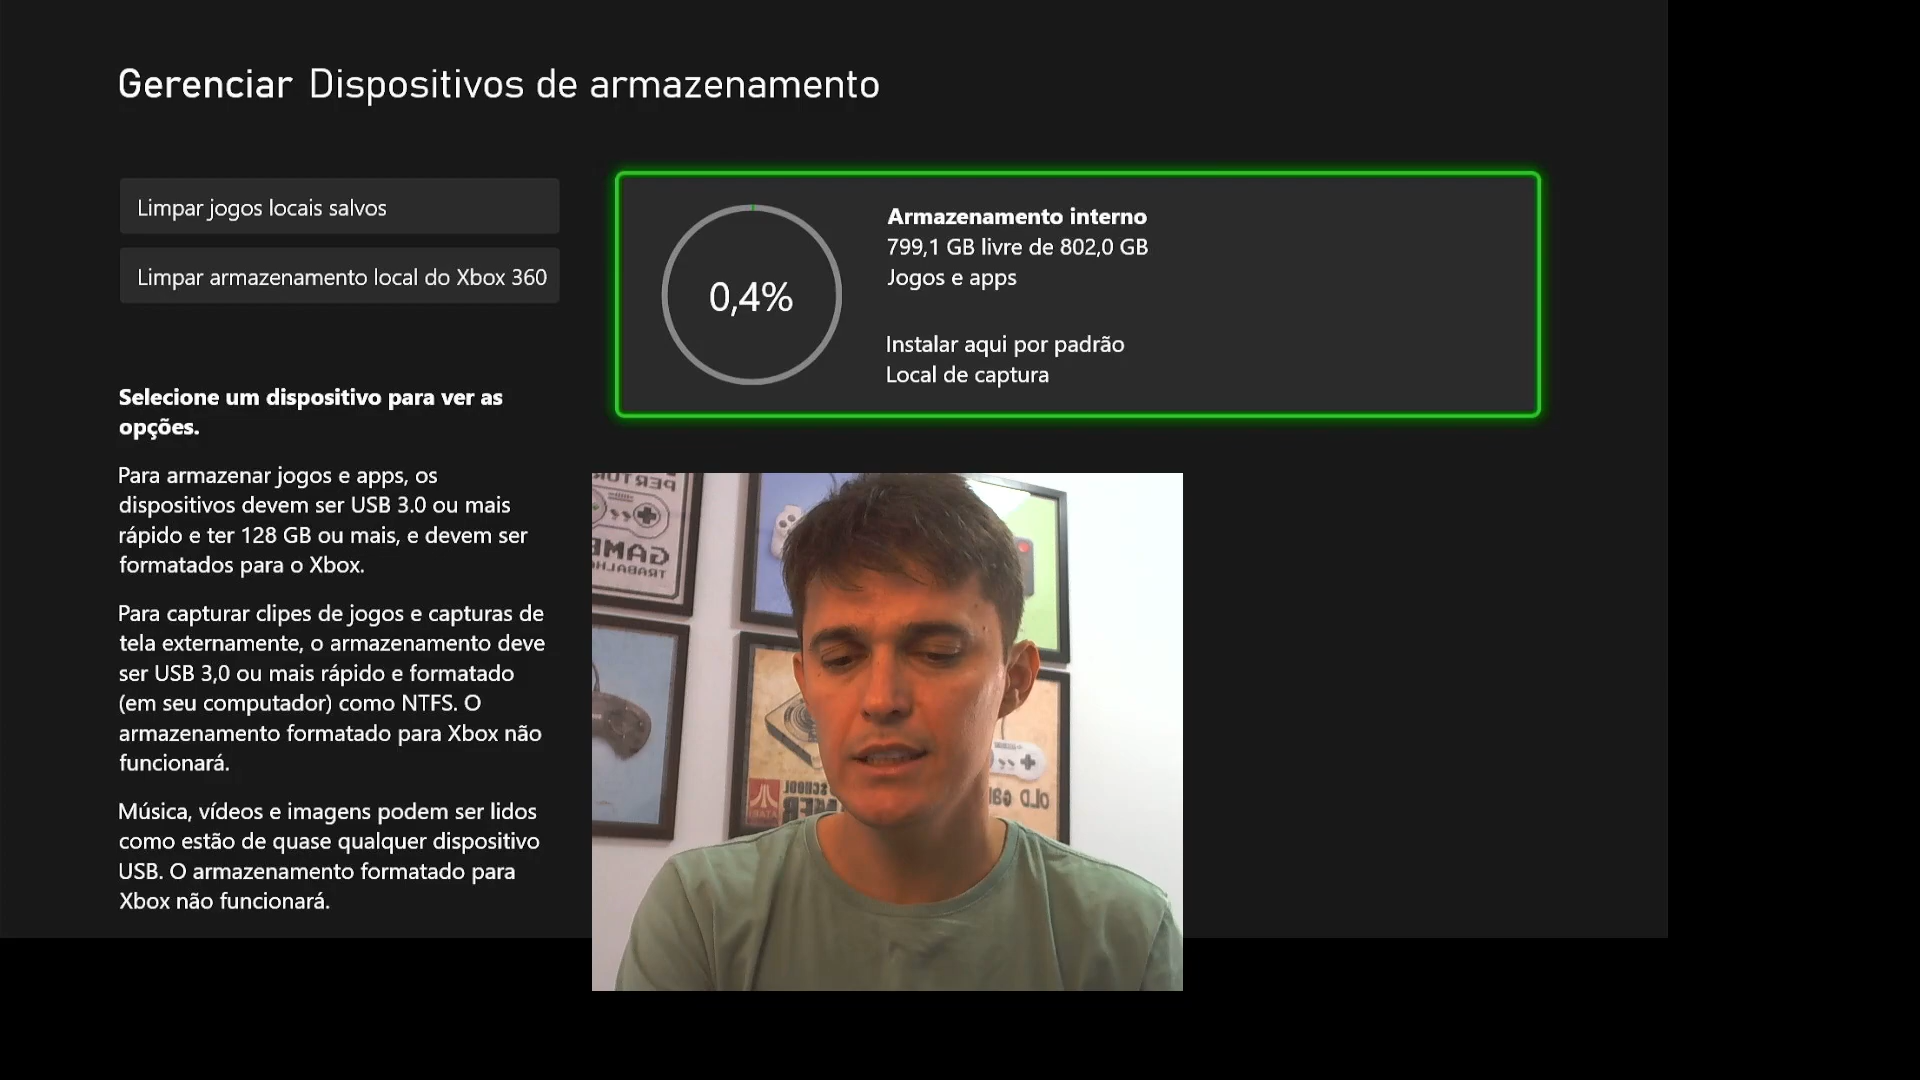 Gerenciar Dispositivos de armazenamento
Limpar jogos locais salvos
Limpar armazenamento local do Xbox 360
Selecione um dispositivo para ver as
opções.
Para armazenar jogos e apps, os
dispositivos devem ser USB 3.0 ou mais
rápido e ter 128 GB ou mais, e devem ser
formatados para o Xbox.
Para capturar clipes de jogos e capturas de
tela externamente, o armazenamento deve
ser USB 3,0 ou mais rápido e formatado
(em seu computador) como NTFS. O
armazenamento formatado para Xbox não
funcionará.
Música, vídeos e imagens podem ser lidos
como estão de quase qualquer dispositivo
USB. O armazenamento formatado para
Xbox não funcionará.
0,4%
Armazenamento interno
799,1 GB livre de 802,0 GB
Jogos e apps
Instalar aqui por padrão
Local de captura
OLD
ATARI